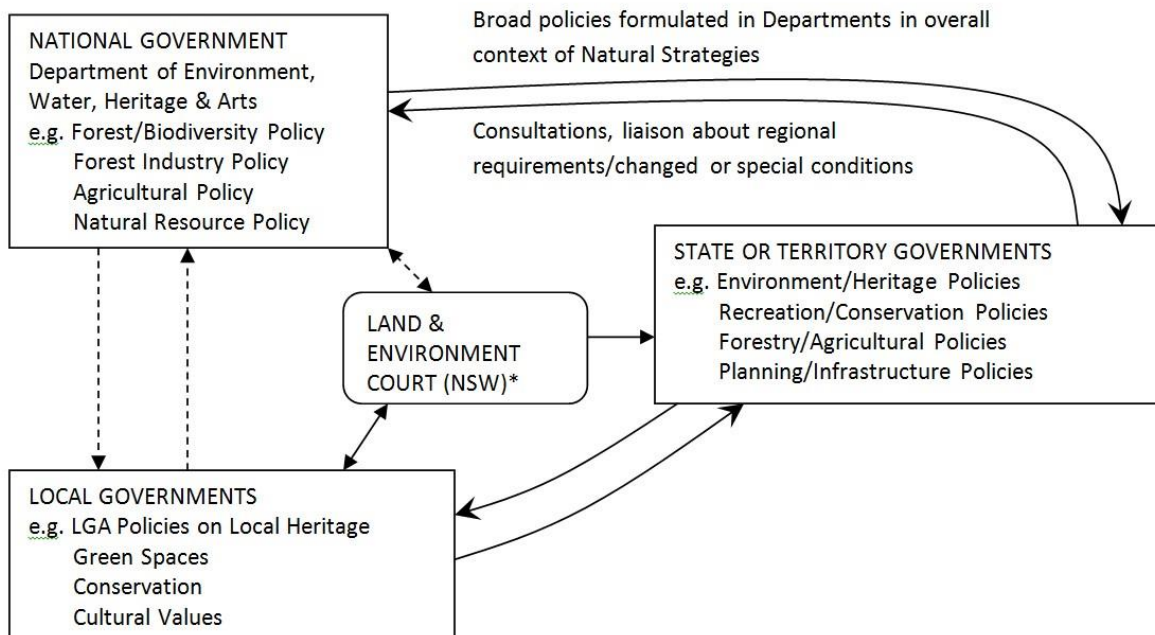 NATIONAL GOVERNMENT
Department of Environment,
Water, Heritage & Arts
e.g. Forest/Biodiversity Policy
Forest Industry Policy
Agricultural Policy
Natural Resource Policy
Broad policies formulated in Departments in overall
context of Natural Strategies
Consultations, liaison about regional
requirements/changed or special conditions
STATE OR TERRITORY GOVERNMENTS
e.g. Environment/Heritage Policies
Recreation/Conservation Policies
Forestry/Agricultural Policies
Planning/Infrastructure Policies
LAND &
ENVIRONMENT
COURT (NSW)*
LOCAL GOVERNMENTS
e.g. LGA Policies on Local Heritage
Green Spaces
Conservation
Cultural Values